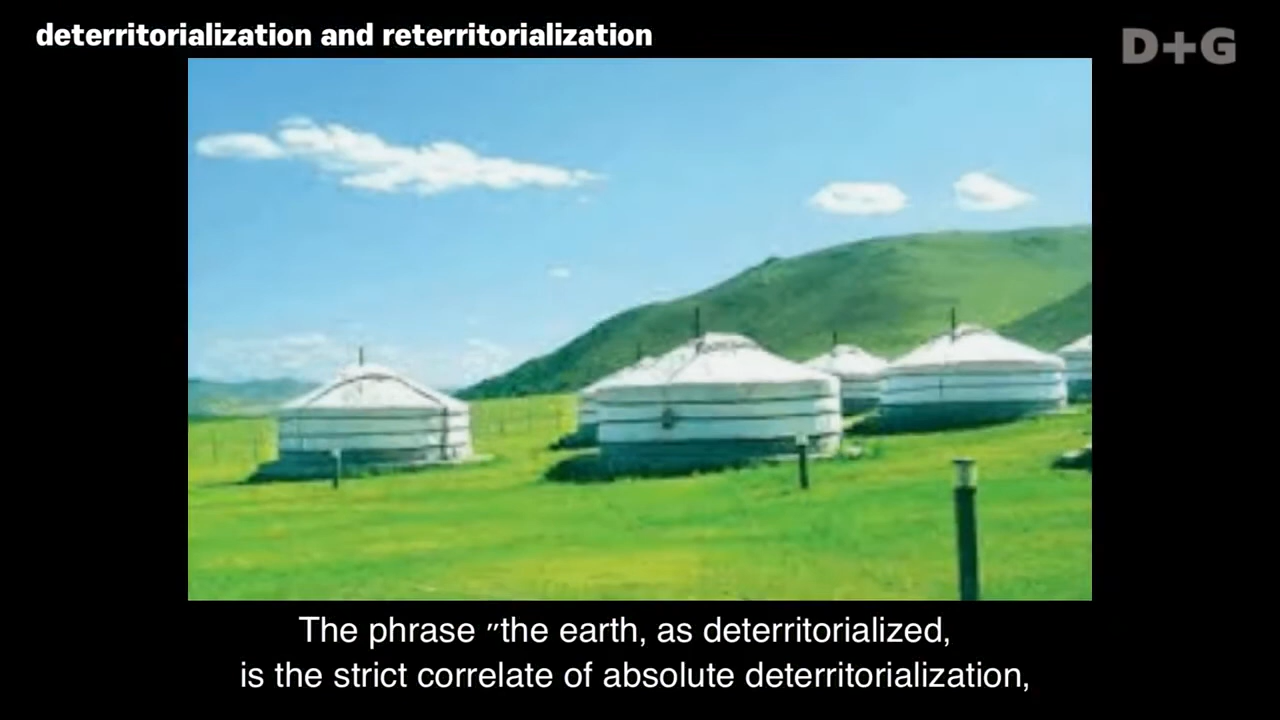 deterritorialization and reterritorialization
D+G
The phrase "the earth, as deterritorialized,
is the strict correlate of absolute deterritorialization,